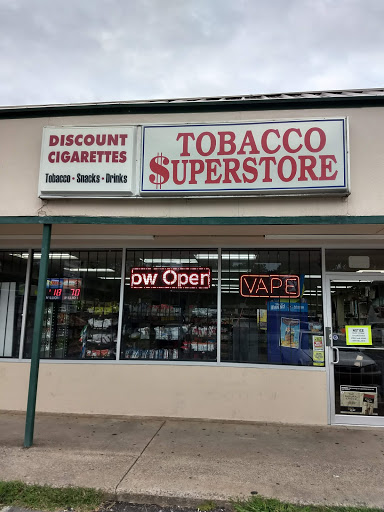 DISCOUNT
CIGARETTES
Tobacco • Snacks • Drinks
TOBACCO
$UPERSTORE
ow Open
VAPE